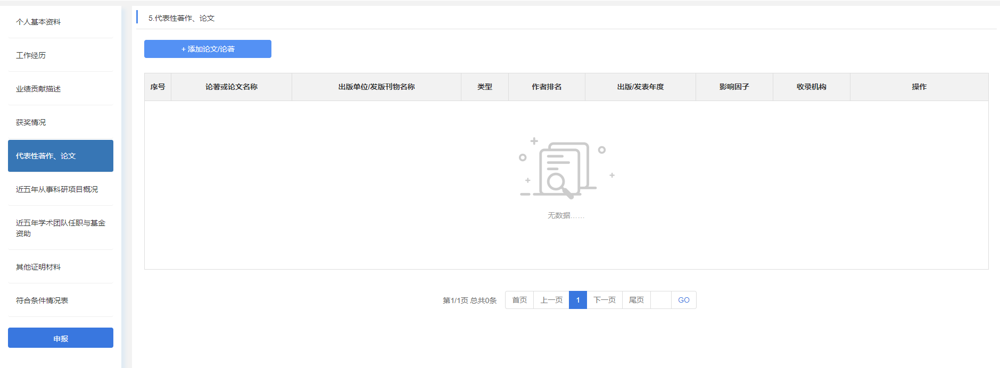 个人基本资料
工作经历
业绩贡献描述
获奖情况
代表性著作、论文
近五年从事科研项目概况
近五年学术团队任职与基金
资助
其他证明材料
符合条件情况表
申报
5.代表性著作、论文
+ 添加论文/论著
序号 论著或论文名称 出版单位/发版刊物名称 类型 作者排名 出版/发表年度 影响因子 收录机构 操作
无数据……
第1/1页 总共0条 首页 上一页 1 下一页 尾页 GO